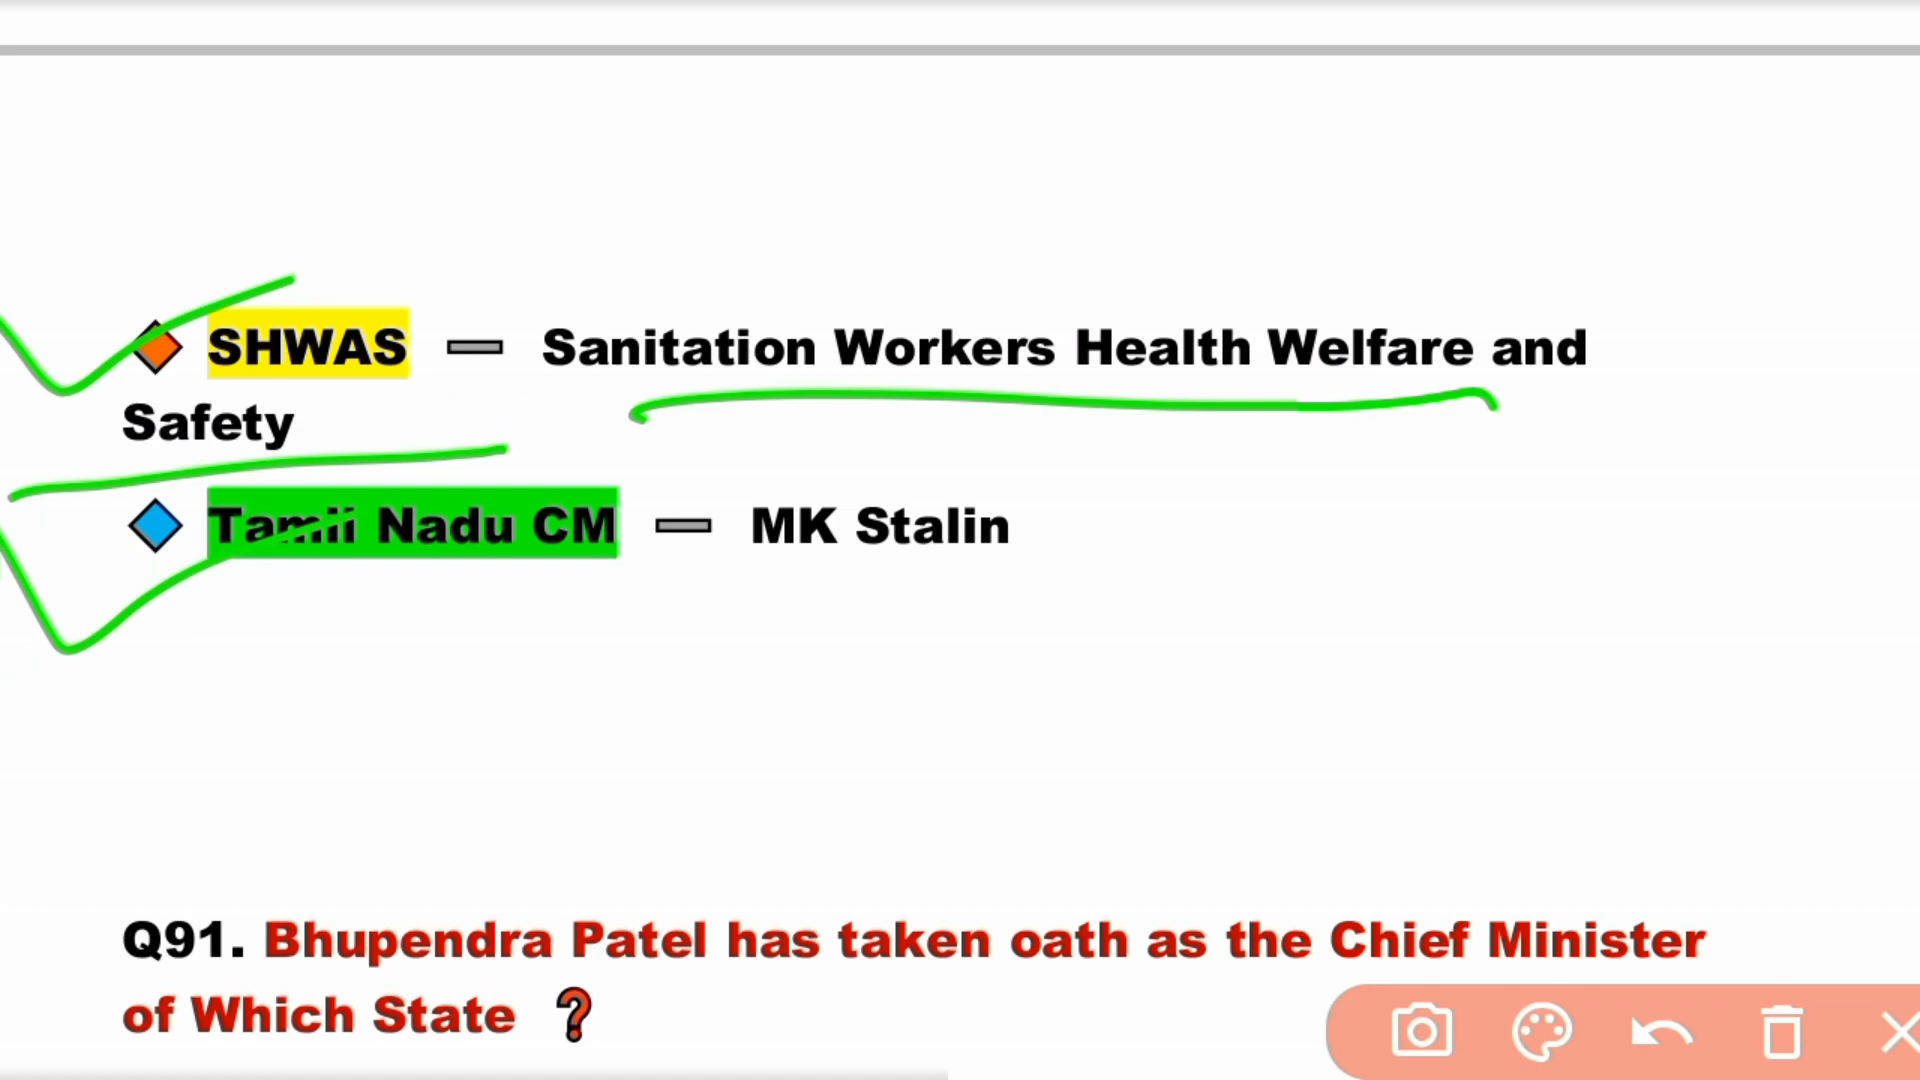 SHWAS — Sanitation Workers Health Welfare and
Safety
Tamii Nadu CM — MK Stalin
Q91. Bhupendra Patel has taken oath as the Chief Minister
of Which State ?